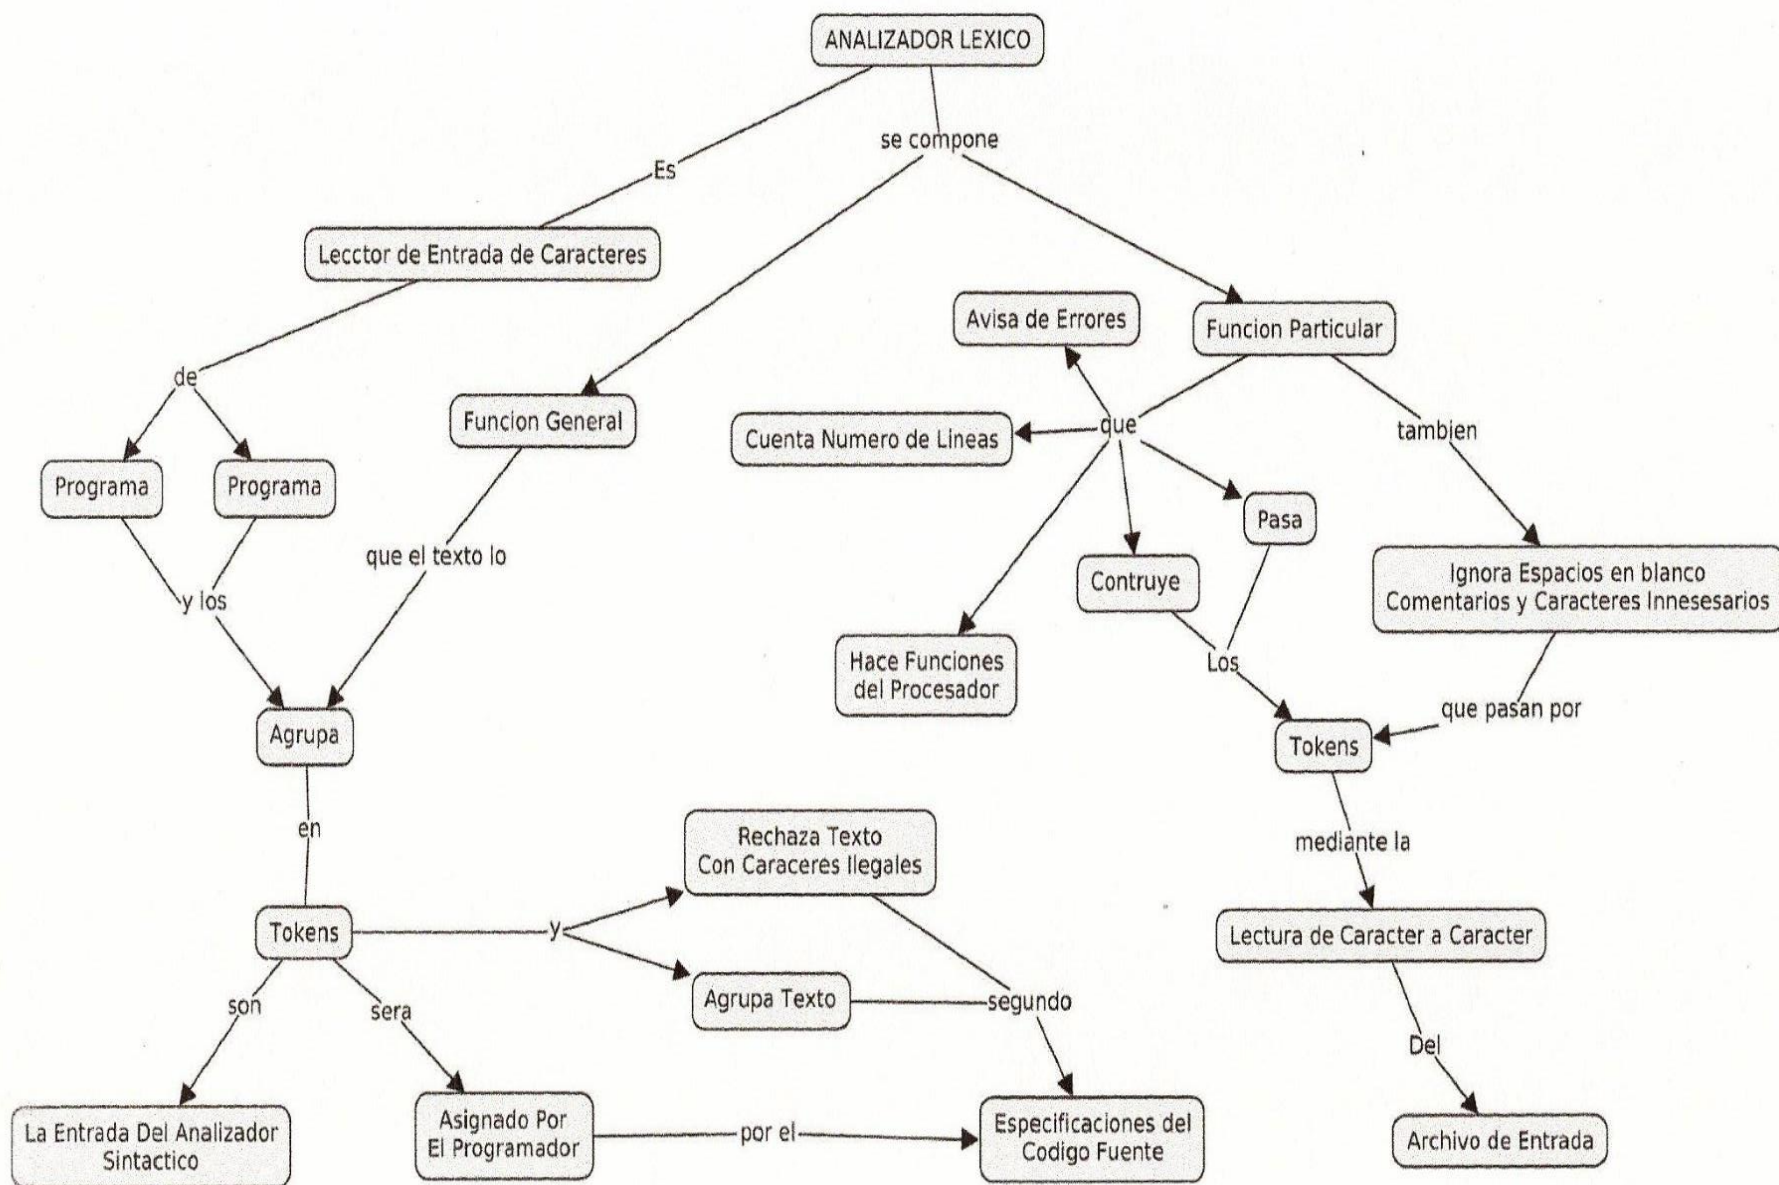 ANALIZADOR LEXICO
se compone
Es
Lecctor de Entrada de Caracteres
Avisa de Errores
Funcion Particular
de
Funcion General
Cuenta Numero de Lineas
que
tambien
Programa
Programa
Pasa
que el texto lo
Contruye
Ignora Espacios en blanco
Comentarios y Caracteres Innesesarios
y los
Hace Funciones
del Procesador
Los
que pasan por
Agrupa
Tokens
en
Rechaza Texto
Con Caraceres Ilegales
mediante la
Tokens
y
Lectura de Caracter a Caracter
Agrupa Texto
segundo
son
sera
Del
La Entrada Del Analizador
Sintactico
Asignado Por
El Programador
por el
Especificaciones del
Codigo Fuente
Archivo de Entrada